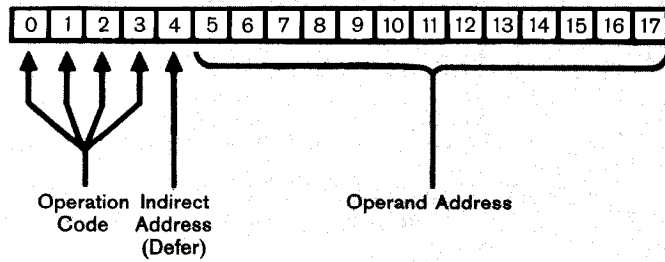 0 1 2 3 4 5 6 7 8 9 10 11 12 13 14 15 16 17
Operation Code
Indirect Address (Defer)
Operand Address